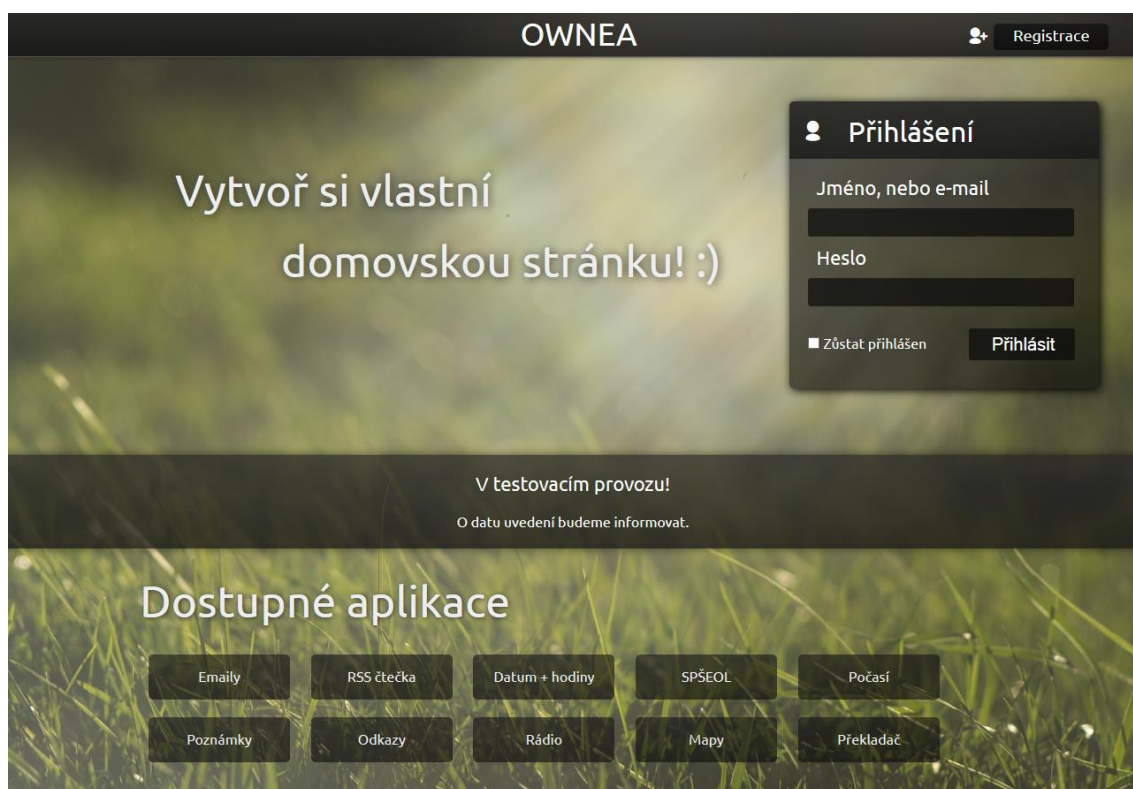 OWNEA
Registrace
Přihlášení
Vytvoř si vlastní
domovskou stránku! :)
Jméno, nebo e-mail
Heslo
Zůstat přihlášen
Přihlásit
V testovacím provozu!
O datu uvedení budeme informovat.
Dostupné aplikace
Emaily
RSS čtečka
Datum + hodiny
SPŠEOL
Počasí
Poznámky
Odkazy
Rádio
Mapy
Překladač